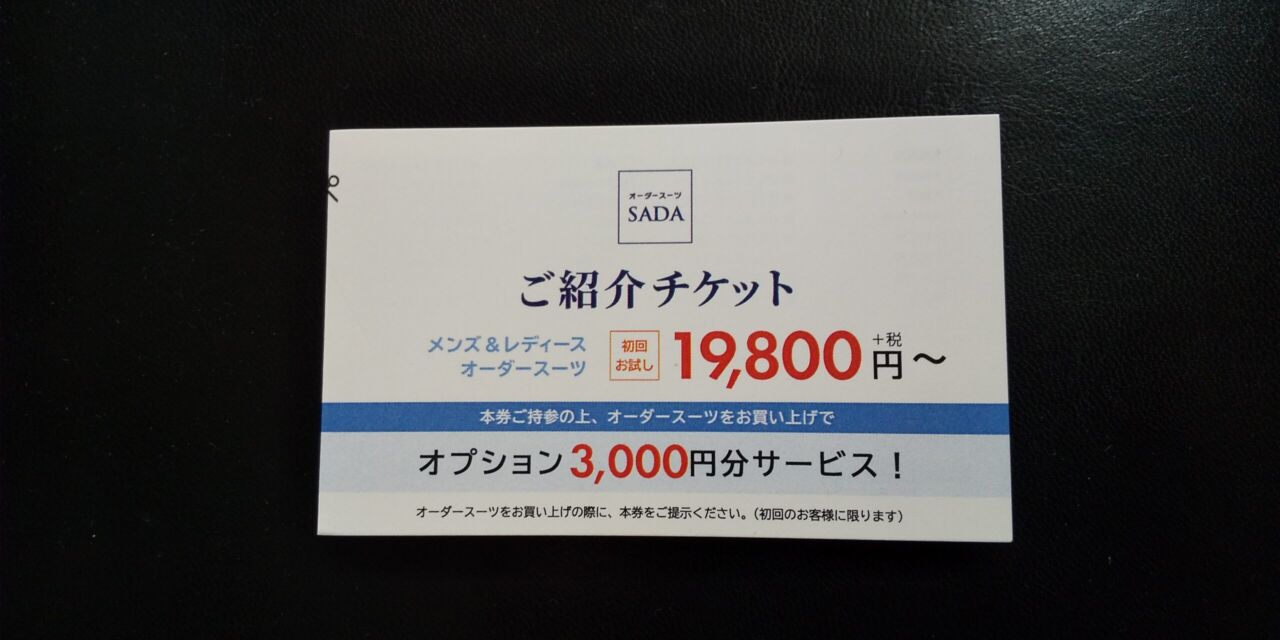 オーダースーツ
SADA
ご紹介チケット
メンズ&レディース
オーダースーツ
初回
お試し
19,800円+税〜
本券ご持参の上、オーダースーツをお買い上げで
オプション3,000円分サービス!
オーダースーツをお買い上げの際に、本券をご提示ください。(初回のお客様に限ります)